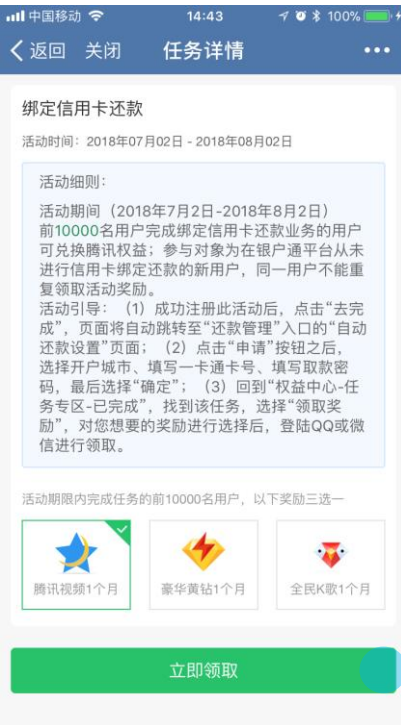 中国移动 14:43 100%
返回 关闭 任务详情
绑定信用卡还款
活动时间：2018年07月02日 - 2018年08月02日
活动细则：
活动期间（2018年7月2日-2018年8月2日）
前10000名用户完成绑定信用卡还款业务的用户
可兑换腾讯权益；参与对象为在银户通平台从未
进行信用卡绑定还款的新用户，同一用户不能重
复领取活动奖励。
活动引导：（1）成功注册此活动后，点击“去完
成”，页面将自动跳转至“还款管理”入口的“自动
还款设置”页面；（2）点击“申请”按钮之后，
选择开户城市、填写一卡通卡号、填写取款密
码，最后选择“确定”；（3）回到“权益中心-任
务专区-已完成”，找到该任务，选择“领取奖
励”，对您想要的奖励进行选择后，登陆QQ或微
信进行领取。
活动期限内完成任务的前10000名用户，以下奖励三选一
腾讯视频1个月 豪华黄钻1个月 全民K歌1个月
立即领取